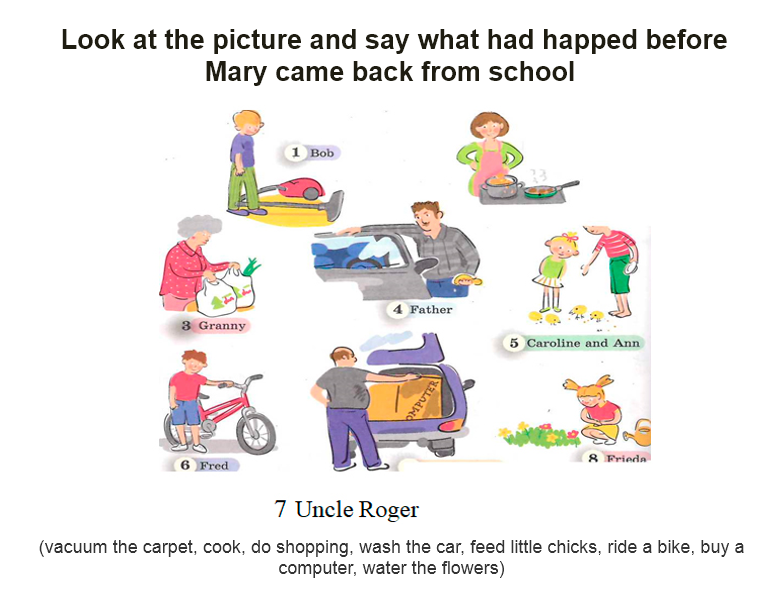 Look at the picture and say what had happed before
Mary came back from school
1 Bob
3 Granny
4 Father
5 Caroline and Ann
6 Fred
OMPUTER
8 Frieda
7 Uncle Roger
(vacuum the carpet, cook, do shopping, wash the car, feed little chicks, ride a bike, buy a
computer, water the flowers)